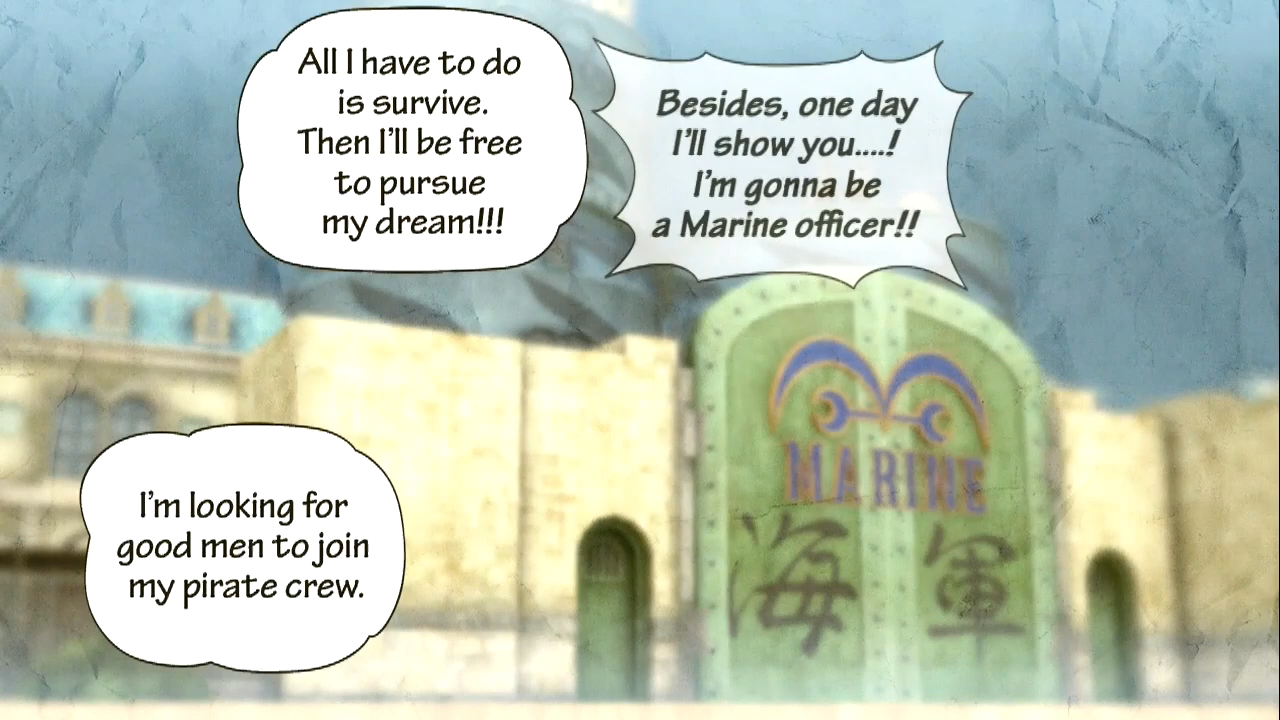 All I have to do
is survive.
Then I'll be free
to pursue
my dream!!!
Besides, one day
I'll show you....!
I'm gonna be
a Marine officer!!
MARINE
海軍
I'm looking for
good men to join
my pirate crew.